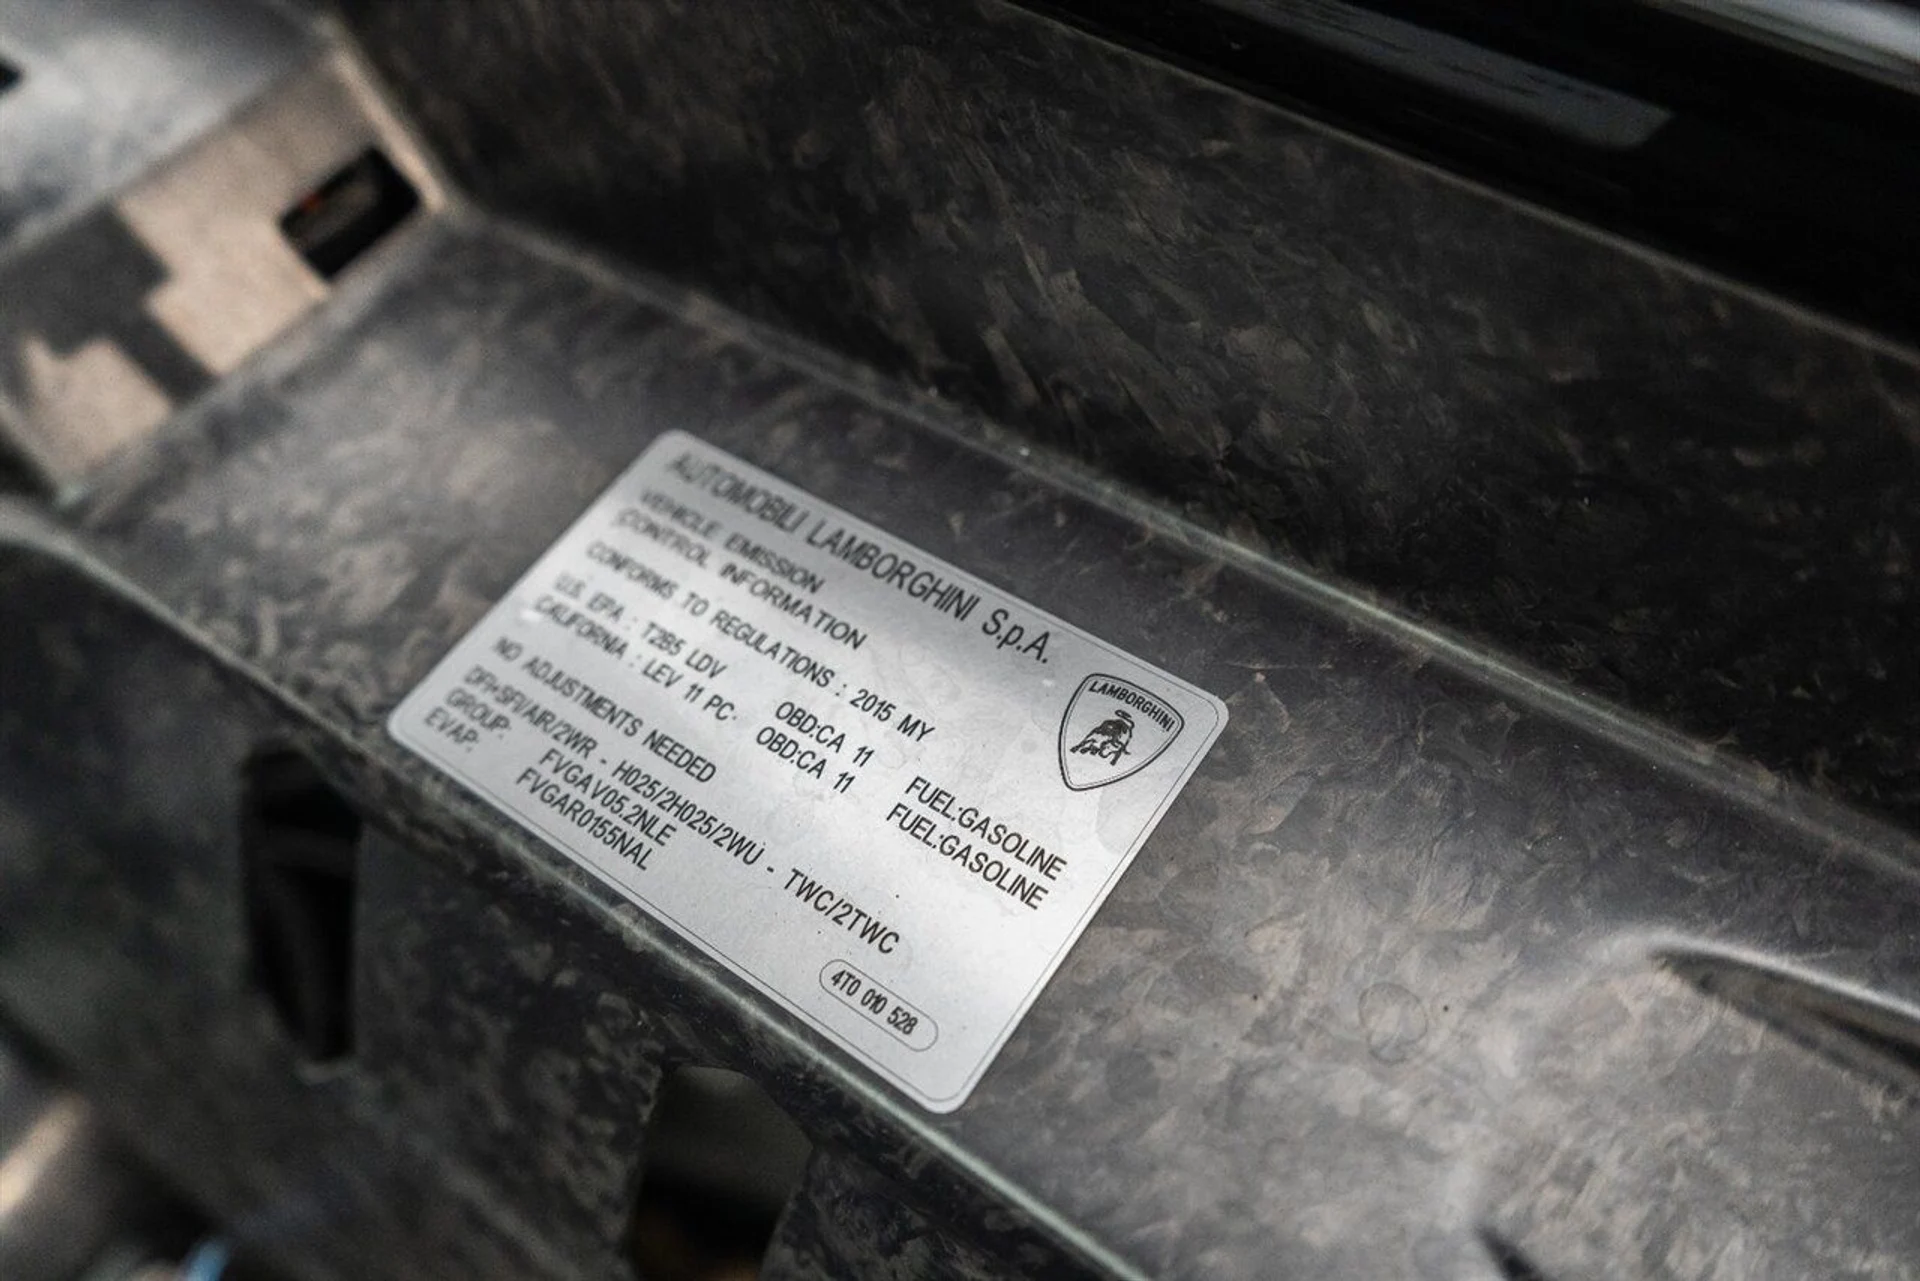 AUTOMOBILI LAMBORGHINI S.p.A.
VEHICLE EMISSION
CONTROL INFORMATION
CONFORMS TO REGULATIONS : 2015 MY
U.S. EPA : T2B5 LDV OBD:CA 11 FUEL:GASOLINE
CALIFORNIA : LEV 11 PC OBD:CA 11 FUEL:GASOLINE
NO ADJUSTMENTS NEEDED
DFI+SFI/AIR/2WR - HO25/2HO25/2WU - TWC/2TWC
GROUP: FVGAV05.2NLE
EVAP: FVGAR0155NAL
4T0 010 528
LAMBORGHINI